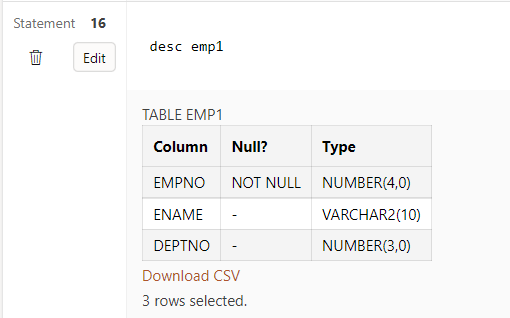 Statement 16
desc emp1
Edit
TABLE EMP1
Column Null? Type
EMPNO NOT NULL NUMBER(4,0)
ENAME - VARCHAR2(10)
DEPTNO - NUMBER(3,0)
Download CSV
3 rows selected.